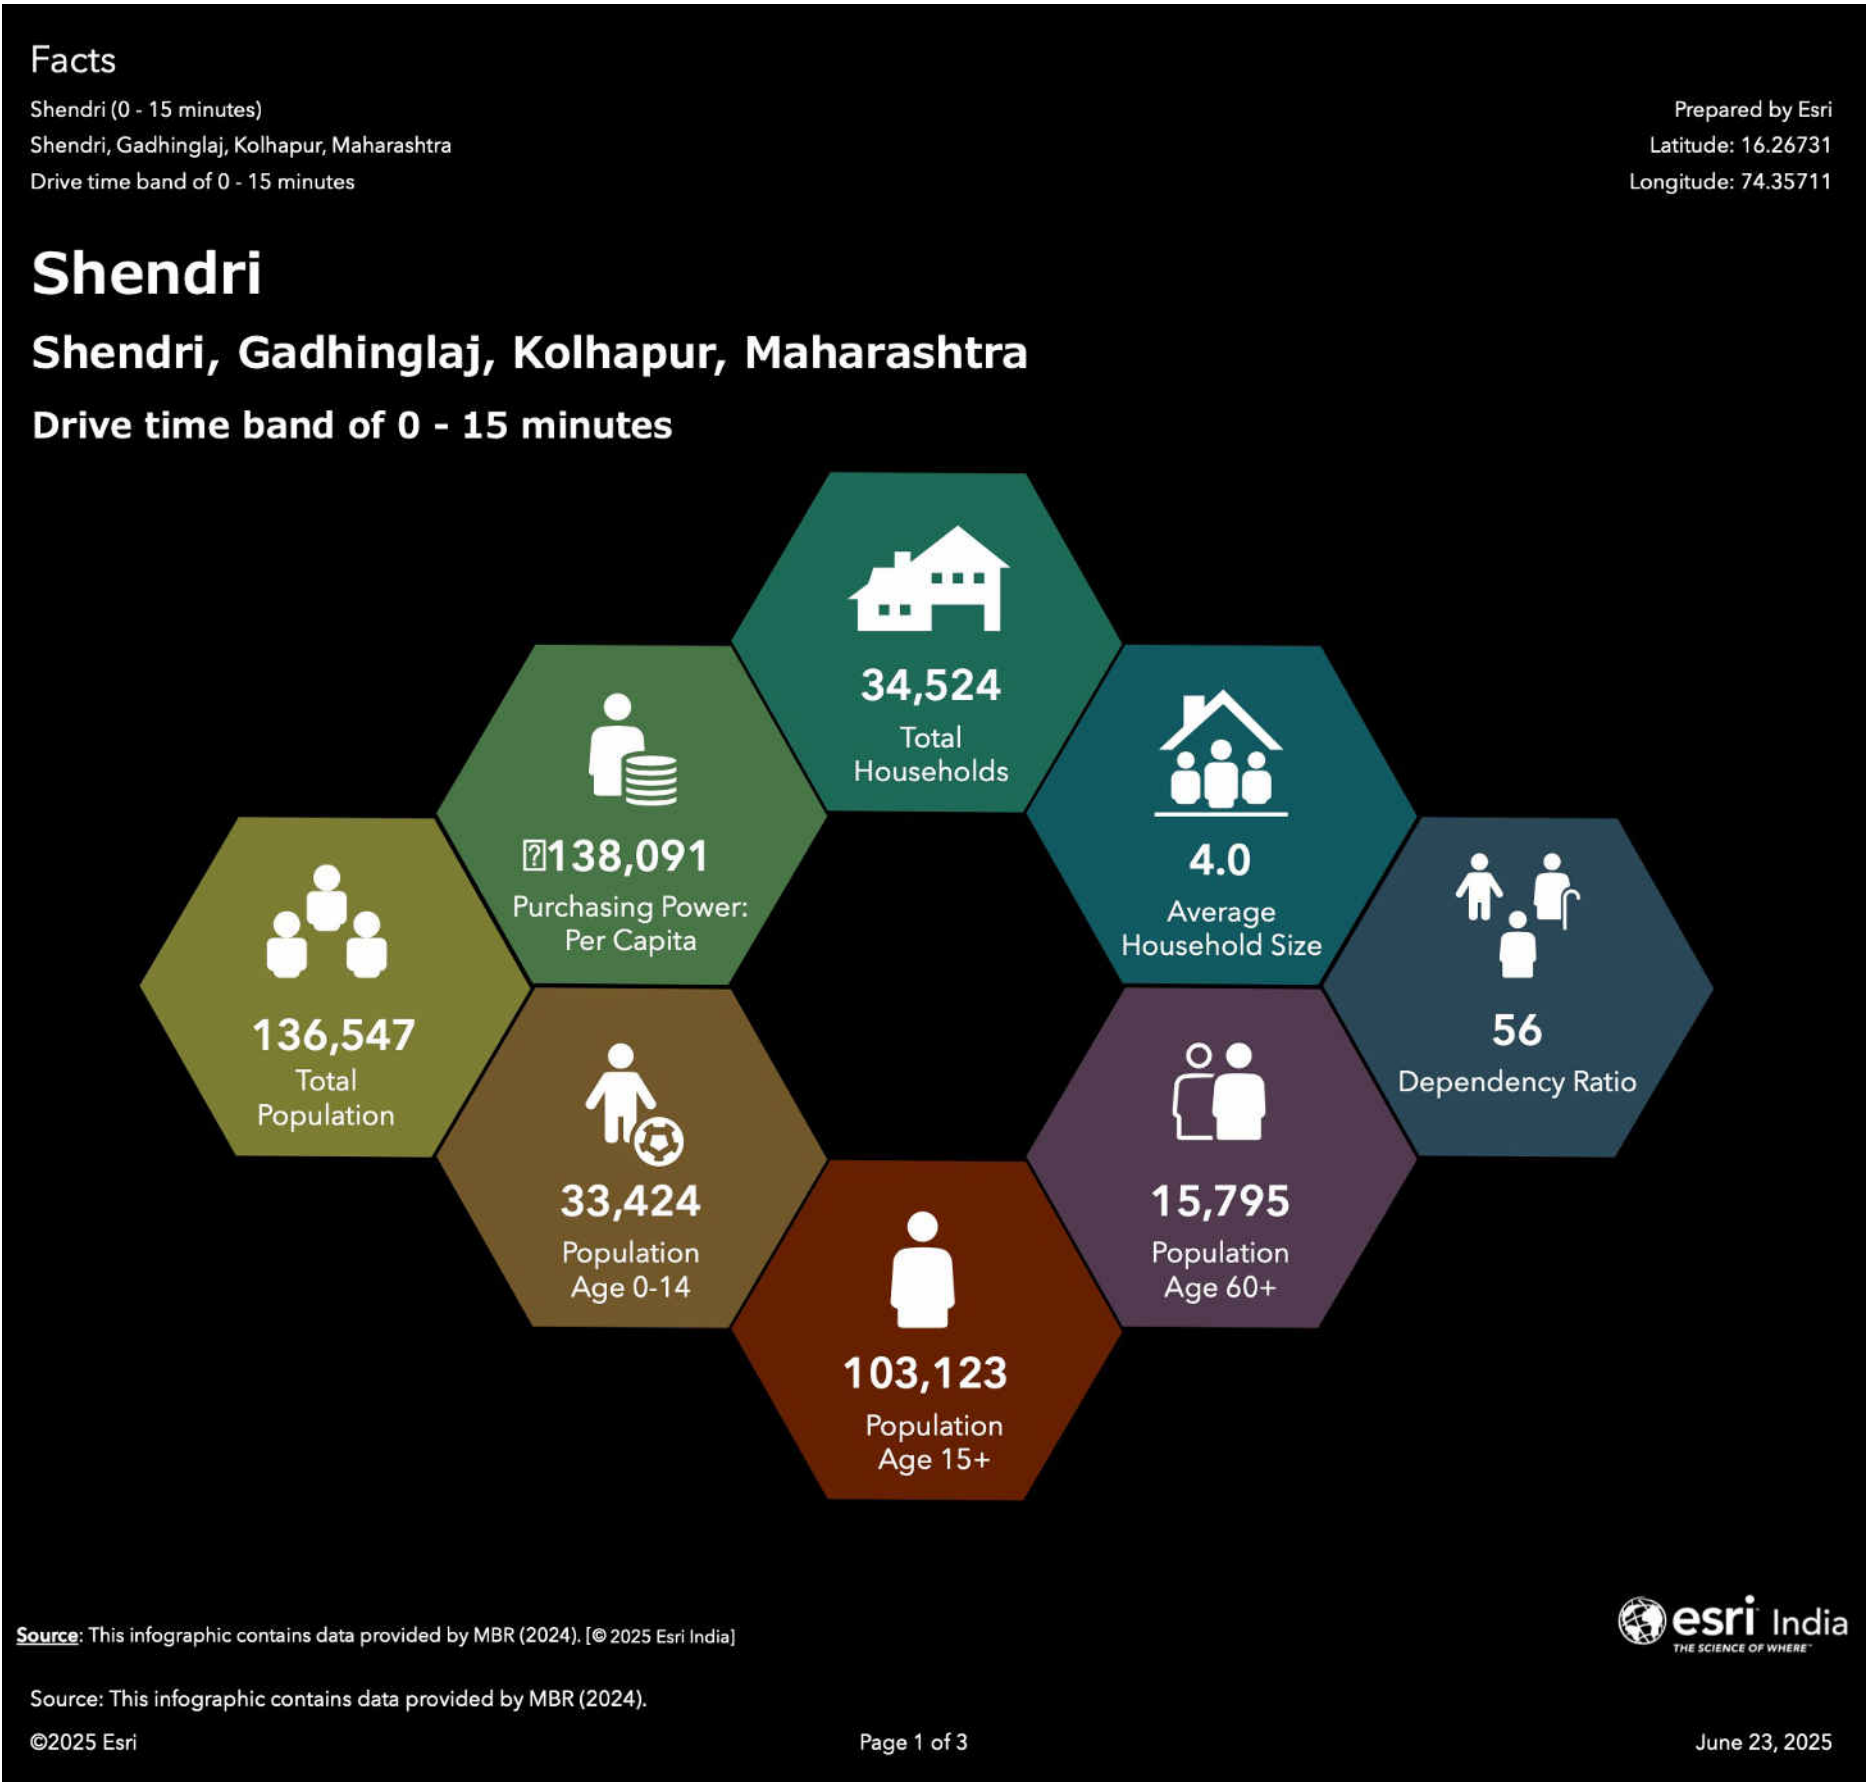 Facts
Shendri (0 - 15 minutes)
Shendri, Gadhinglaj, Kolhapur, Maharashtra
Drive time band of 0 - 15 minutes
Prepared by Esri
Latitude: 16.26731
Longitude: 74.35711
Shendri
Shendri, Gadhinglaj, Kolhapur, Maharashtra
Drive time band of 0 - 15 minutes
34,524
Total
Households
⍰138,091
Purchasing Power:
Per Capita
4.0
Average
Household Size
136,547
Total
Population
56
Dependency Ratio
33,424
Population
Age 0-14
15,795
Population
Age 60+
103,123
Population
Age 15+
Source: This infographic contains data provided by MBR (2024). [© 2025 Esri India]
esri India
THE SCIENCE OF WHERE™
Source: This infographic contains data provided by MBR (2024).
©2025 Esri
Page 1 of 3
June 23, 2025